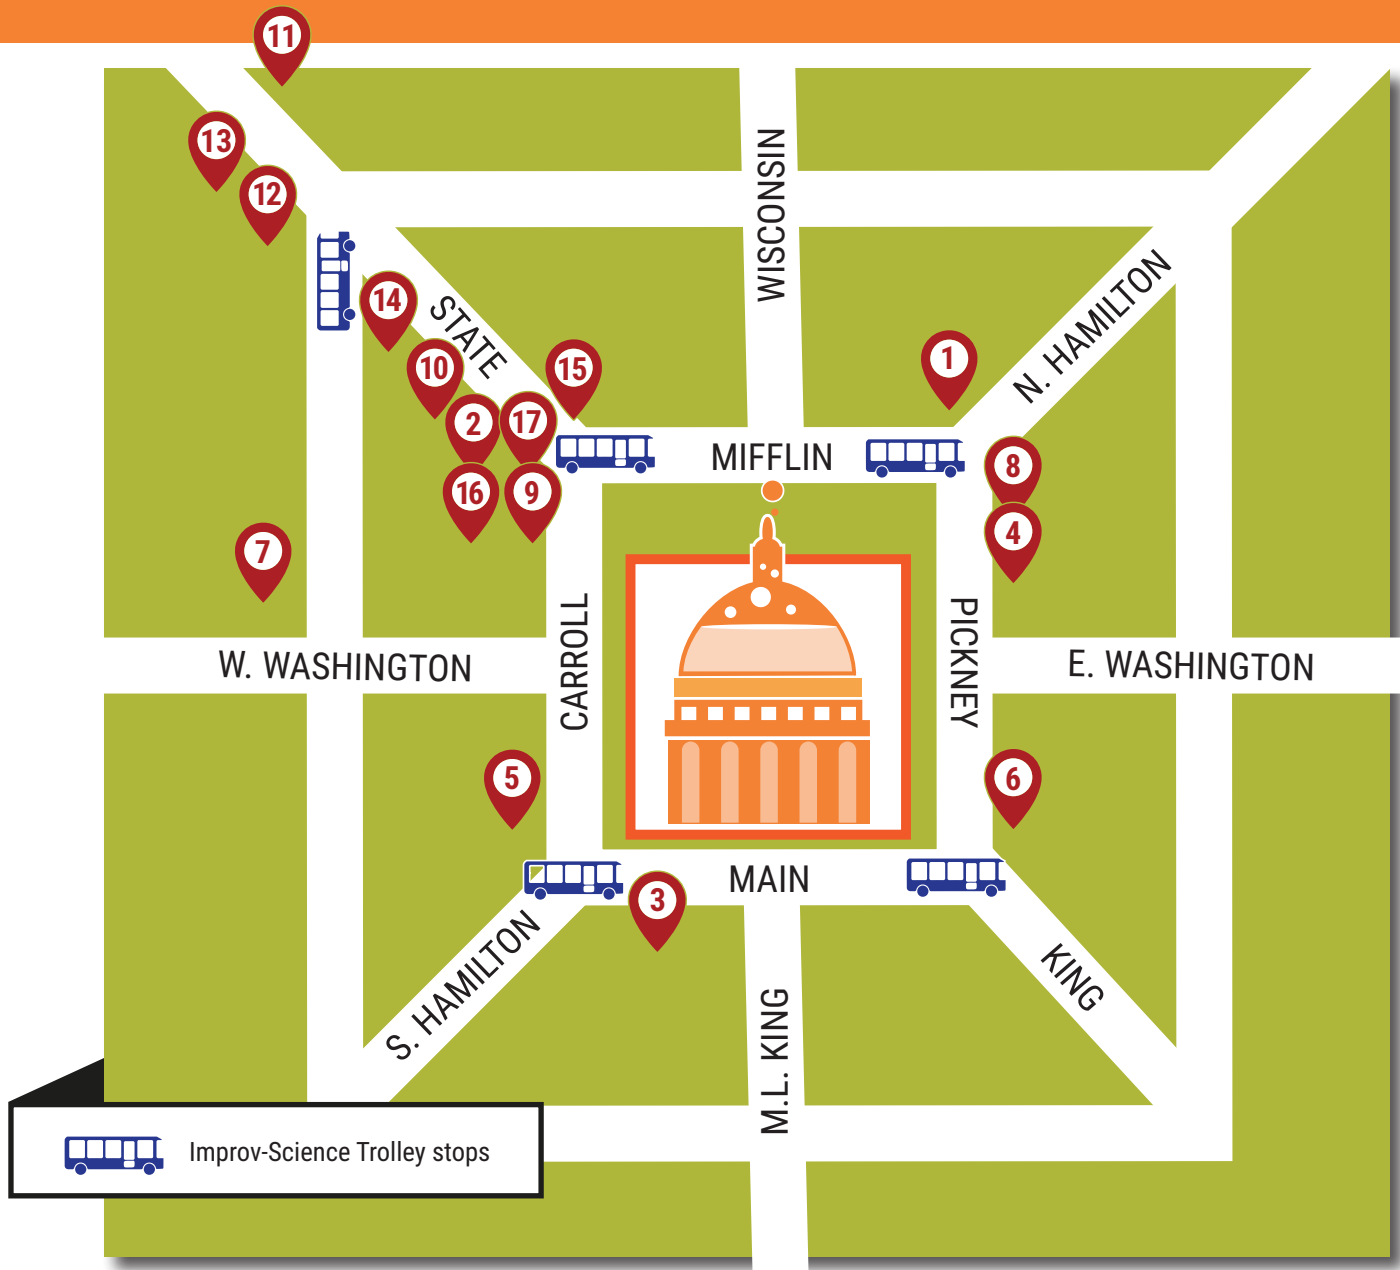 11
13
12
WISCONSIN
14
STATE
N. HAMILTON
10
15
1
2
17
MIFFLIN
8
16
9
4
7
CARROLL
PICKNEY
W. WASHINGTON
E. WASHINGTON
5
6
3
MAIN
S. HAMILTON
KING
M.L. KING
Improv-Science Trolley stops